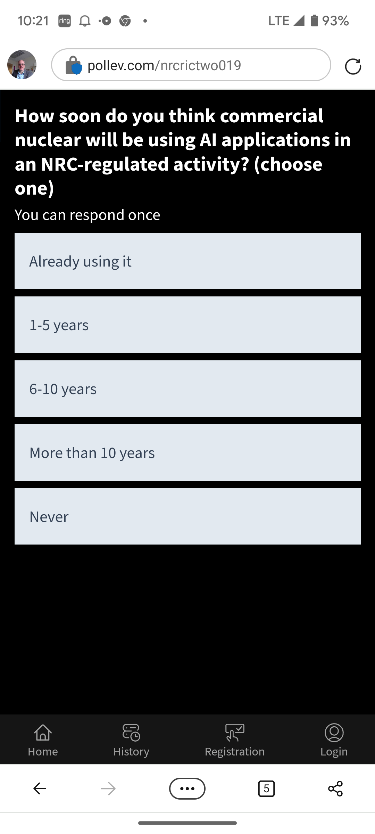 10:21 ring LTE 93%
pollev.com/nrcrictwo019
How soon do you think commercial
nuclear will be using AI applications in
an NRC-regulated activity? (choose
one)
You can respond once
Already using it
1-5 years
6-10 years
More than 10 years
Never
Home History Registration Login
5